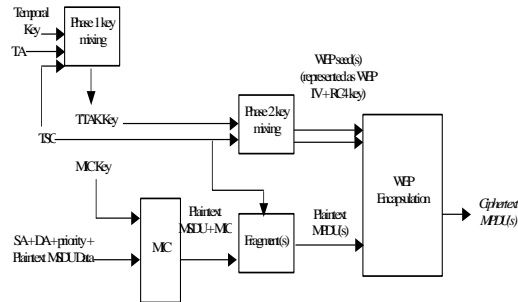 Temporal
Key
TA
Phase 1 key
mixing
TTAK Key
TSC
Phase 2 key
mixing
WEP seed(s)
(represented as WEP
IV + RC4 key)
MIC Key
SA + DA + priority +
Plaintext MSDU Data
MIC
Plaintext
MSDU + MIC
Fragment(s)
Plaintext
MPDU(s)
WEP
Encapsulation
Ciphertext
MPDU(s)